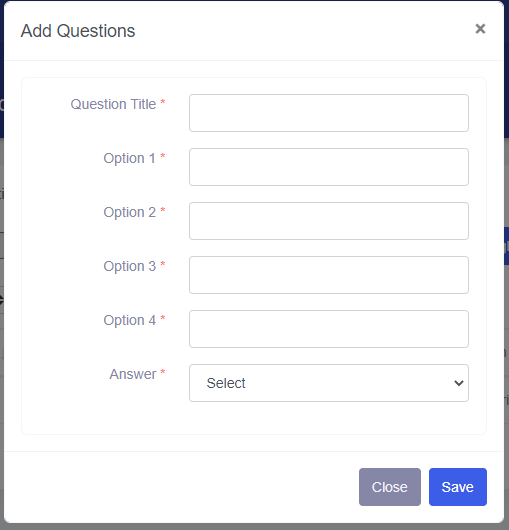 Add Questions ×
Question Title *
Option 1 *
Option 2 *
Option 3 *
Option 4 *
Answer * Select
Close Save